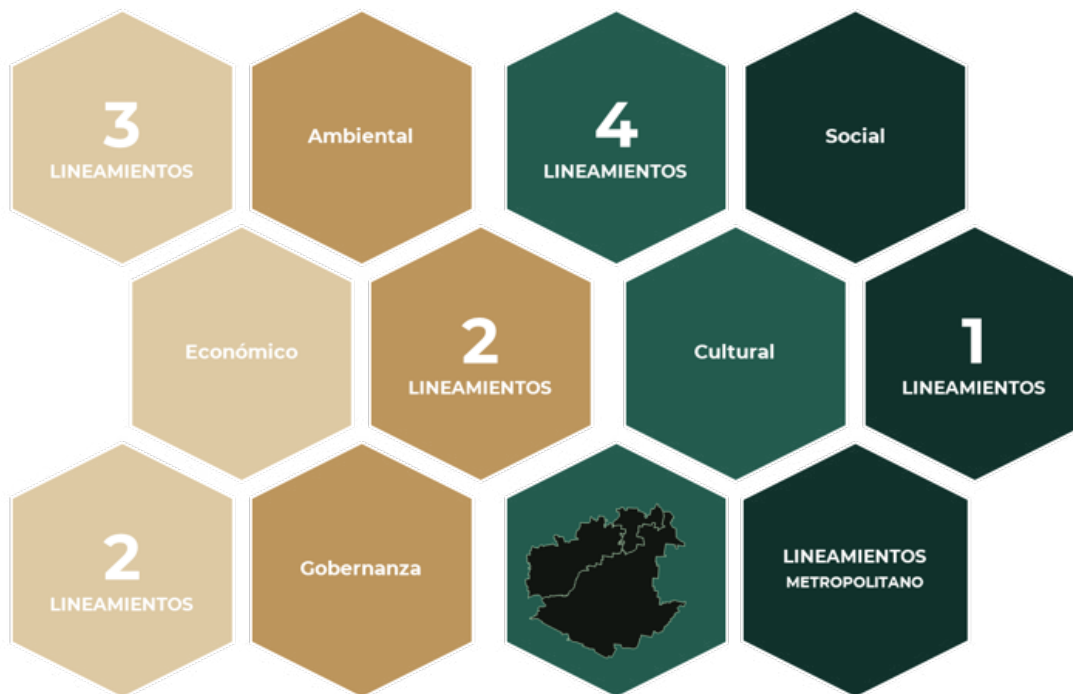 3
LINEAMIENTOS
Ambiental
4
LINEAMIENTOS
Social
Económico
2
LINEAMIENTOS
Cultural
1
LINEAMIENTOS
2
LINEAMIENTOS
Gobernanza
LINEAMIENTOS
METROPOLITANO